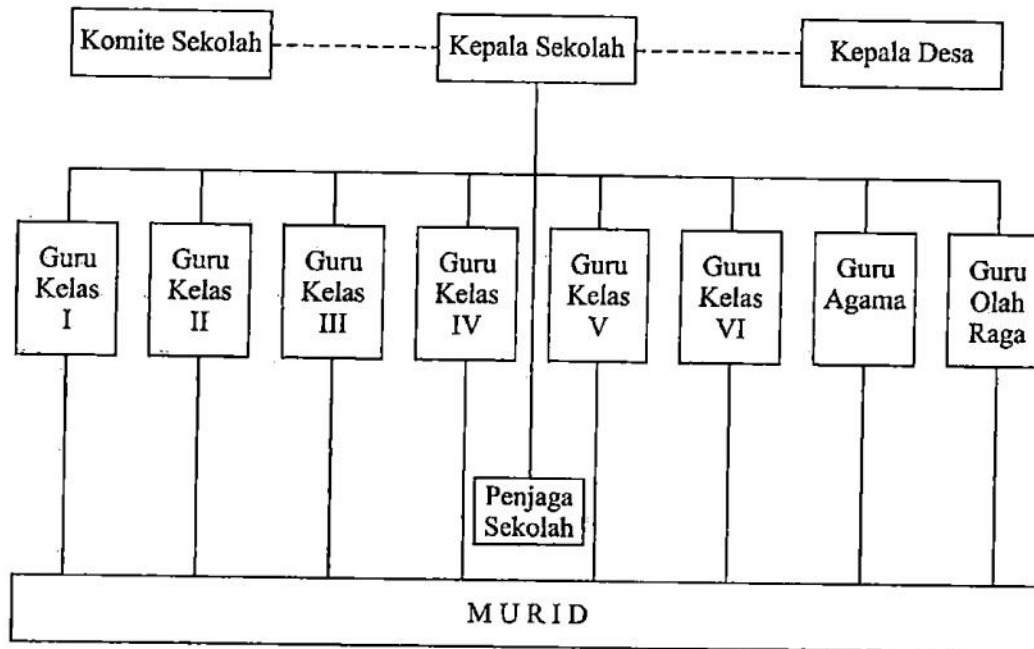 Komite Sekolah
Kepala Sekolah
Kepala Desa
Guru
Kelas
I
Guru
Kelas
II
Guru
Kelas
III
Guru
Kelas
IV
Guru
Kelas
V
Guru
Kelas
VI
Guru
Agama
Guru
Olah
Raga
Penjaga
Sekolah
MURID